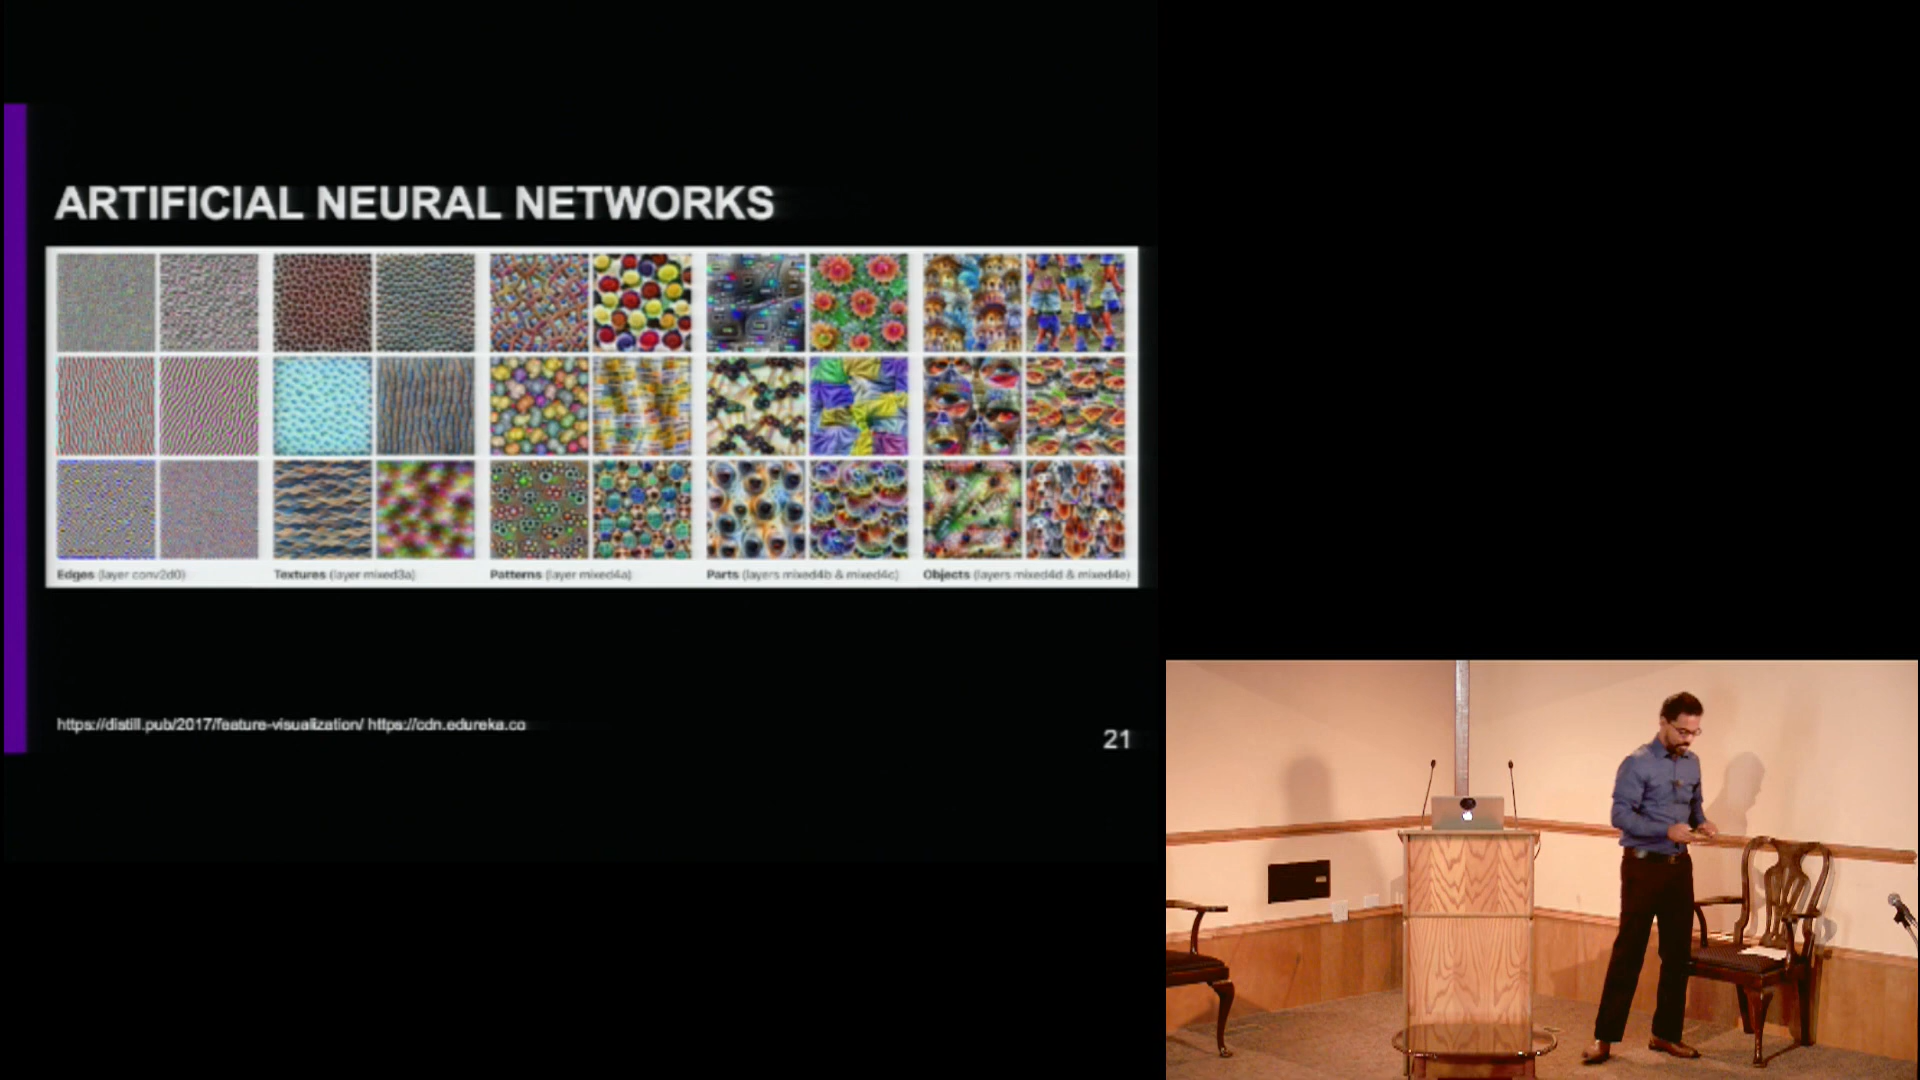 ARTIFICIAL NEURAL NETWORKS
Edges (layer conv2d0)
Textures (layer mixed3a)
Patterns (layer mixed4a)
Parts (layers mixed4b & mixed4c)
Objects (layers mixed4d & mixed4e)
https://distill.pub/2017/feature-visualization/ https://cdn.edureka.co
21